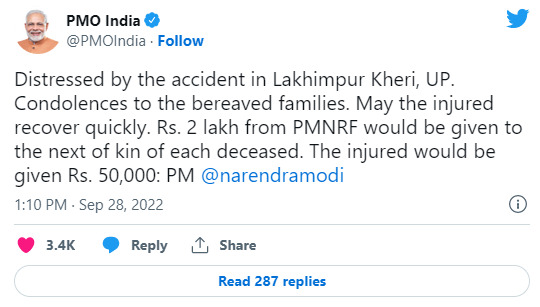 PMO India
@PMOIndia · Follow
Distressed by the accident in Lakhimpur Kheri, UP.
Condolences to the bereaved families. May the injured
recover quickly. Rs. 2 lakh from PMNRF would be given to
the next of kin of each deceased. The injured would be
given Rs. 50,000: PM @narendramodi
1:10 PM · Sep 28, 2022
3.4K Reply Share
Read 287 replies